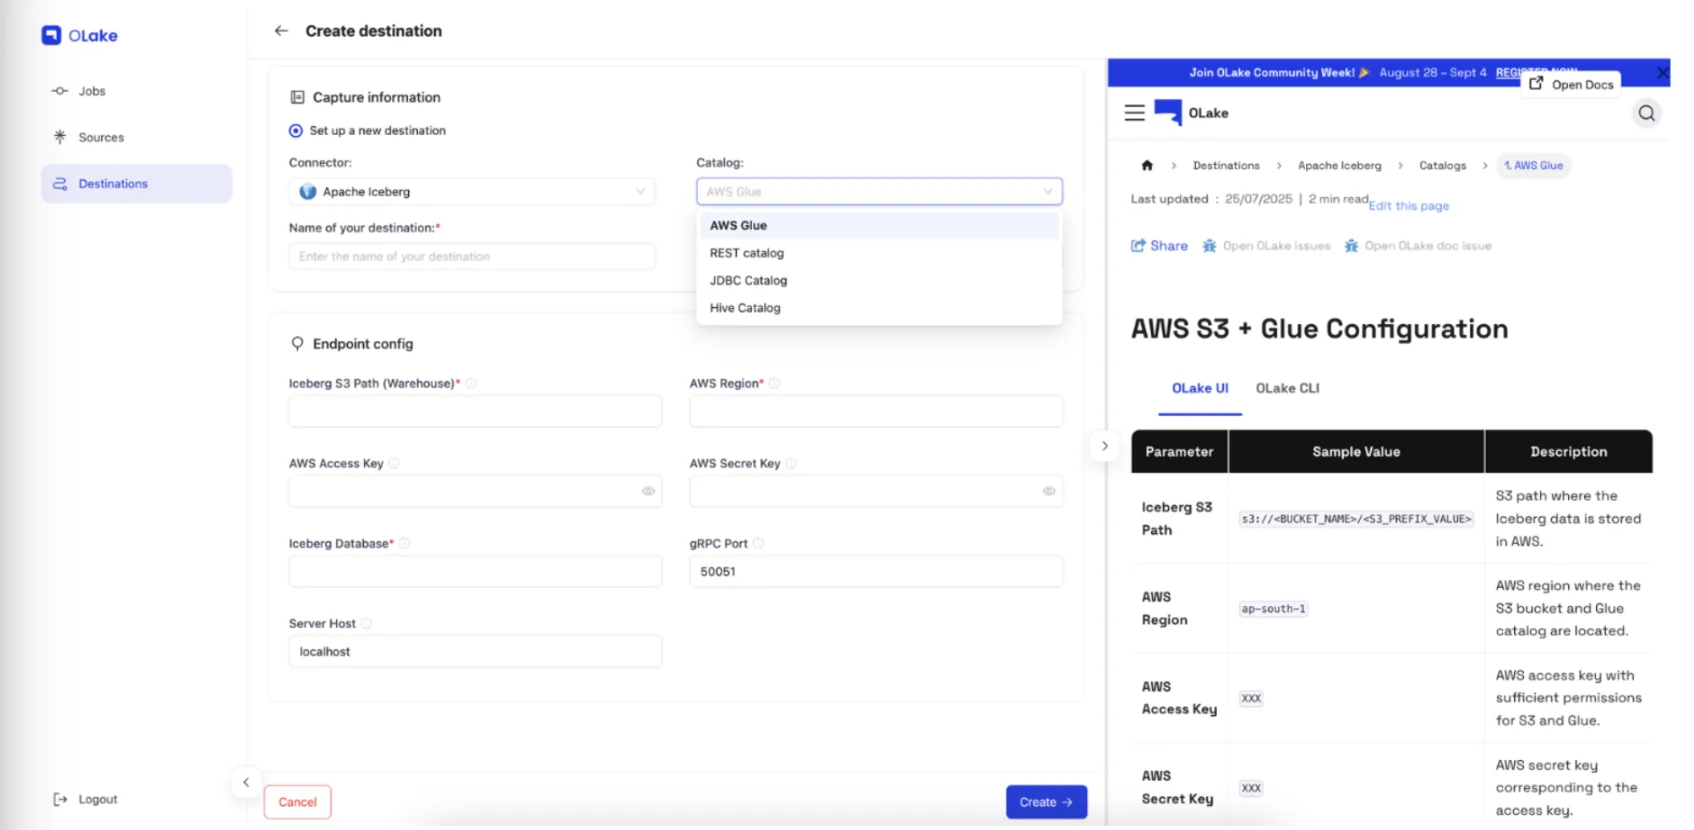 OLake
Jobs
Sources
Destinations
Logout
Create destination
Capture information
Set up a new destination
Connector:
Apache Iceberg
Catalog:
AWS Glue
AWS Glue
REST catalog
JDBC Catalog
Hive Catalog
Name of your destination:*
Enter the name of your destination
Endpoint config
Iceberg S3 Path (Warehouse)*
AWS Region*
AWS Access Key
AWS Secret Key
Iceberg Database*
gRPC Port
50051
Server Host
localhost
Cancel
Create →
Join OLake Community Week! 🎉 August 28 – Sept 4 REGISTER NOW
Open Docs
OLake
Destinations > Apache Iceberg > Catalogs > 1. AWS Glue
Last updated : 25/07/2025 | 2 min read
Edit this page
Share
Open OLake issues
Open OLake doc issue
AWS S3 + Glue Configuration
OLake UI
OLake CLI
Parameter Sample Value Description
Iceberg S3 Path
s3://<BUCKET_NAME>/<S3_PREFIX_VALUE>
S3 path where the
Iceberg data is stored
in AWS.
AWS
Region
ap-south-1
AWS region where the
S3 bucket and Glue
catalog are located.
AWS
Access Key
XXX
AWS access key with
sufficient permissions
for S3 and Glue.
AWS
Secret Key
XXX
AWS secret key
corresponding to the
access key.